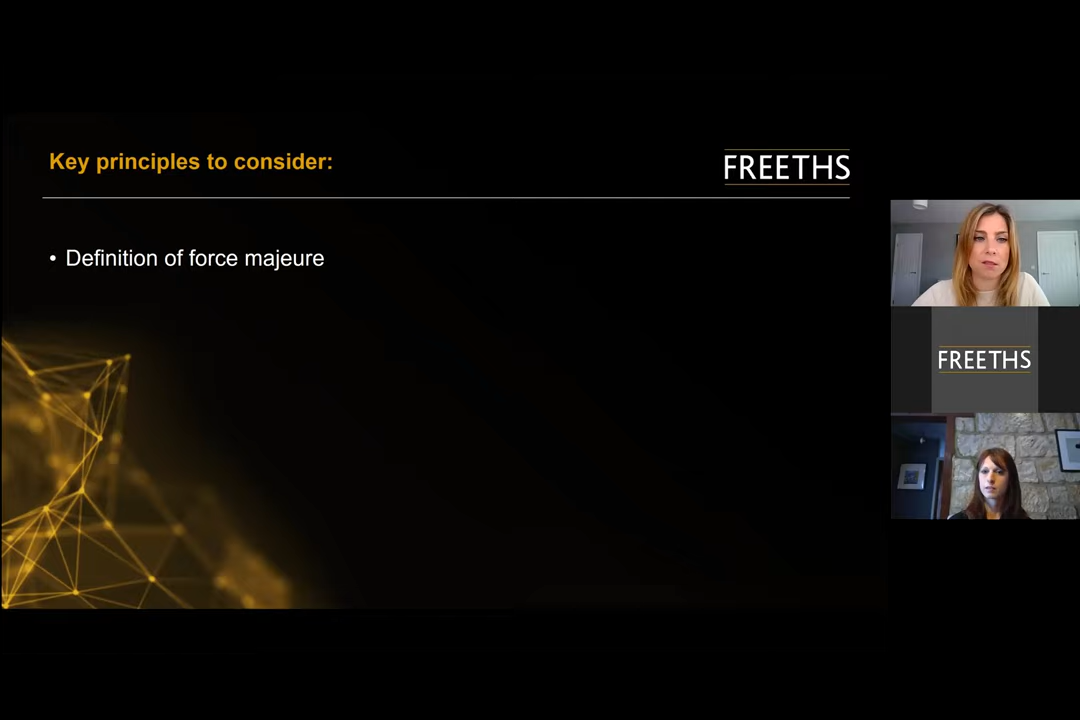 Key principles to consider:
FREETHS
• Definition of force majeure
FREETHS